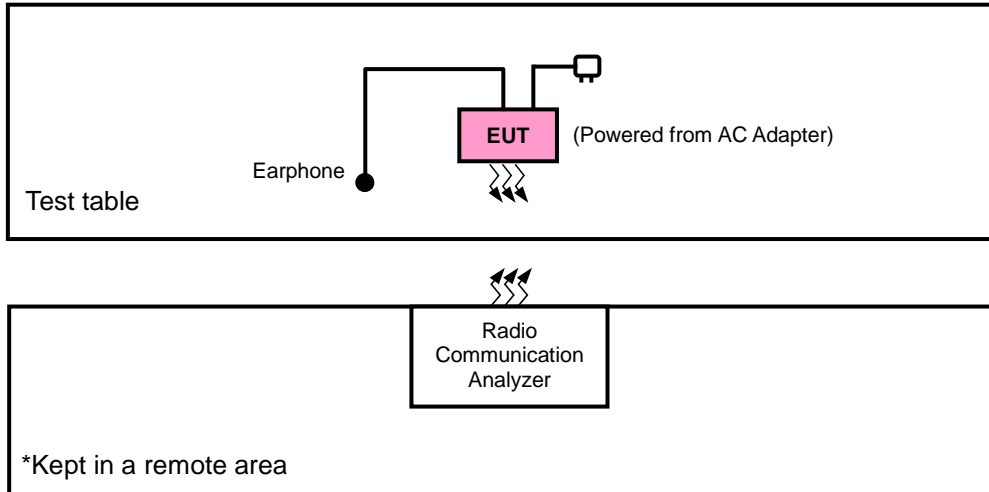 EUT
(Powered from AC Adapter)
Earphone
Test table
Radio
Communication
Analyzer
*Kept in a remote area